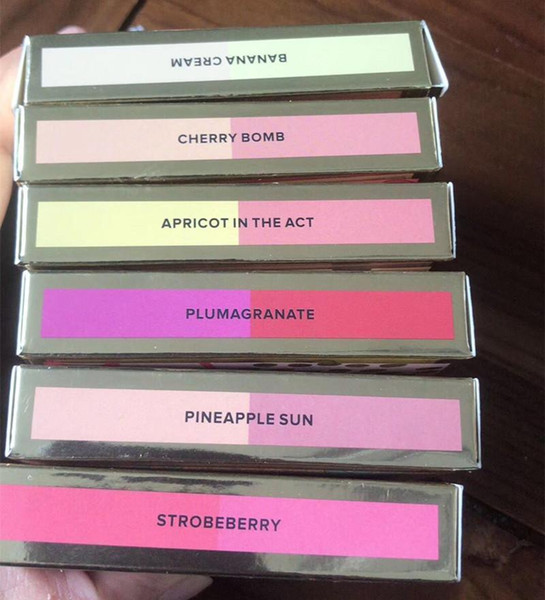 BANANA CREAM
CHERRY BOMB
APRICOT IN THE ACT
PLUMAGRANATE
PINEAPPLE SUN
STROBEBERRY